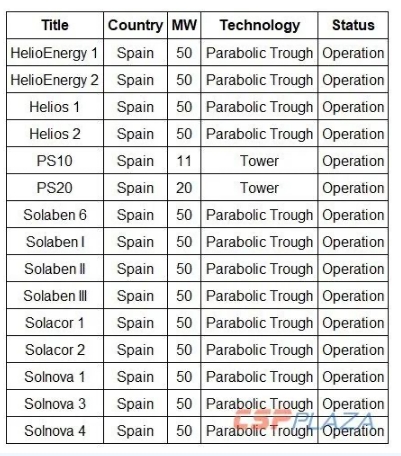 Title Country MW Technology Status
HelioEnergy 1 Spain 50 Parabolic Trough Operation
HelioEnergy 2 Spain 50 Parabolic Trough Operation
Helios 1 Spain 50 Parabolic Trough Operation
Helios 2 Spain 50 Parabolic Trough Operation
PS10 Spain 11 Tower Operation
PS20 Spain 20 Tower Operation
Solaben 6 Spain 50 Parabolic Trough Operation
Solaben I Spain 50 Parabolic Trough Operation
Solaben II Spain 50 Parabolic Trough Operation
Solaben III Spain 50 Parabolic Trough Operation
Solacor 1 Spain 50 Parabolic Trough Operation
Solacor 2 Spain 50 Parabolic Trough Operation
Solnova 1 Spain 50 Parabolic Trough Operation
Solnova 3 Spain 50 Parabolic Trough Operation
Solnova 4 Spain 50 Parabolic Trough Operation
CSPPLAZA